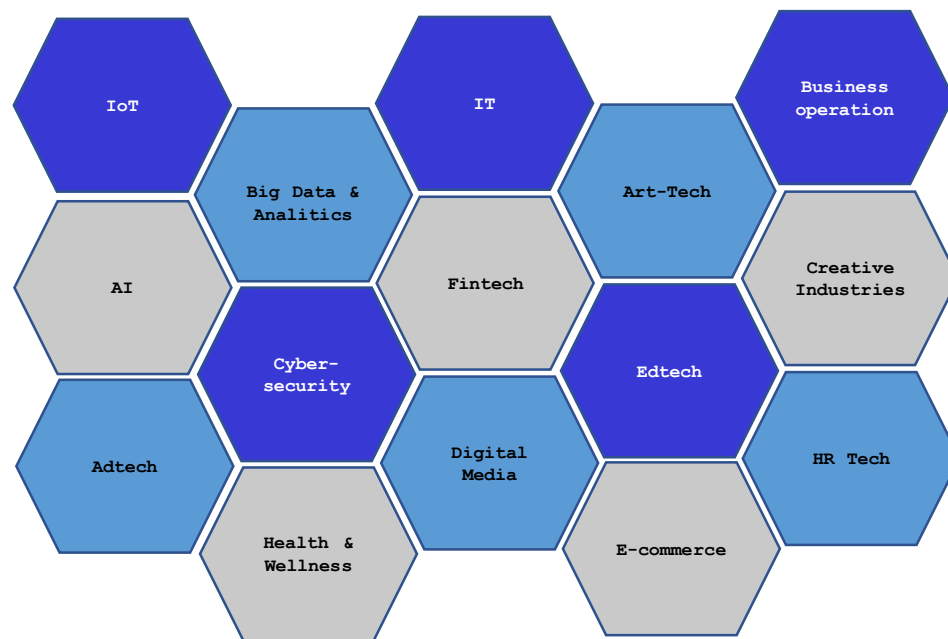 IoT
IT
Business
operation
Big Data &
Analitics
Art-Tech
AI
Fintech
Creative
Industries
Cyber-
security
Edtech
Adtech
Digital
Media
HR Tech
Health &
Wellness
E-commerce